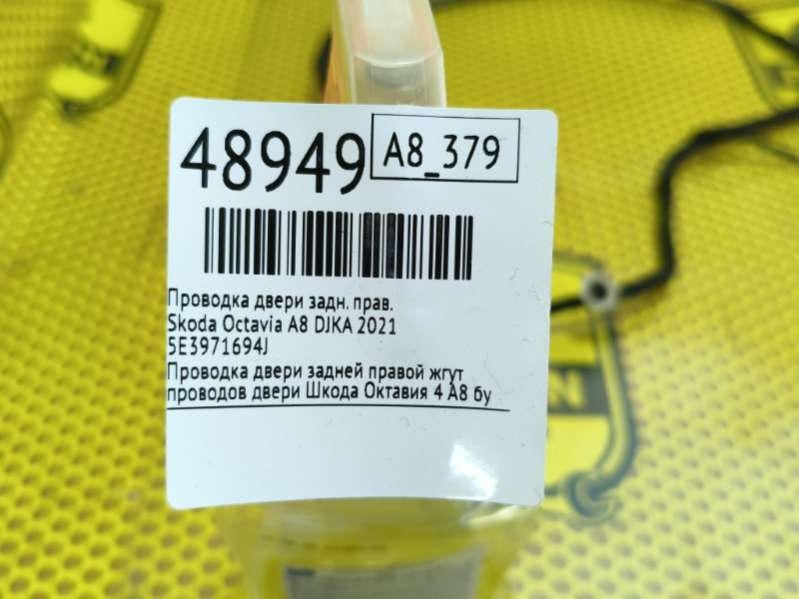 48949
A8_379
Проводка двери задн. прав.
Skoda Octavia A8 DJKA 2021
5E3971694J
Проводка двери задней правой жгут
проводов двери Шкода Октавия 4 А8 бу